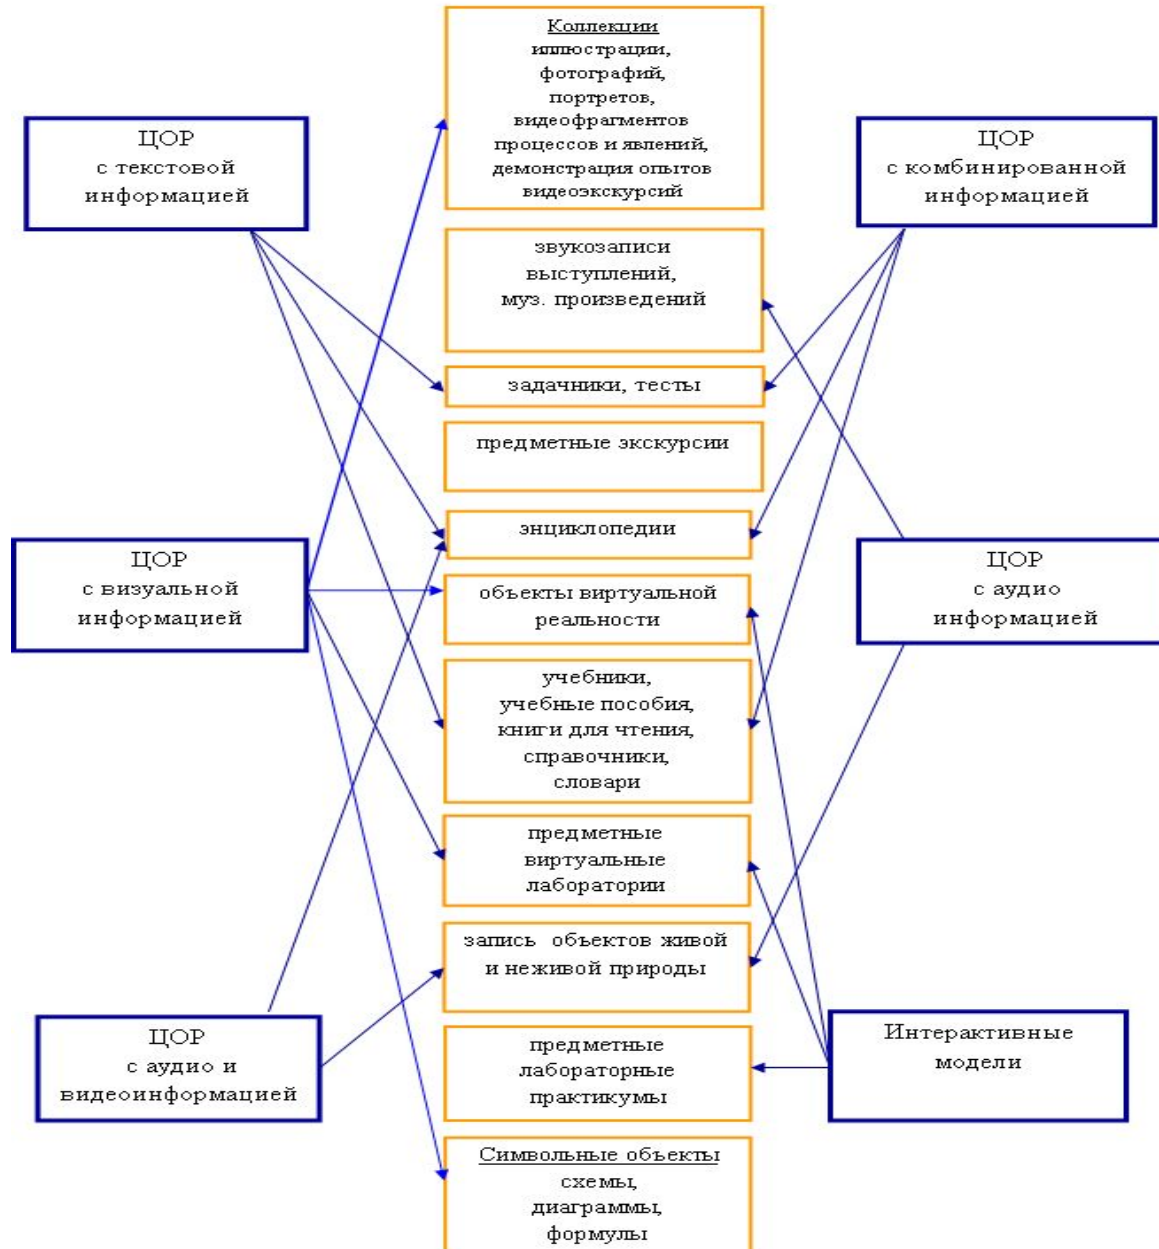 Коллекции
иллюстрации,
фотографий,
портретов,
видеофрагментов
процессов и явлений,
демонстрация опытов
видеоэкскурсий
ЦОР
с текстовой
информацией
ЦОР
с комбинированной
информацией
звукозаписи
выступлений,
муз. произведений
задачники, тесты
предметные экскурсии
энциклопедии
ЦОР
с визуальной
информацией
объекты виртуальной
реальности
ЦОР
с аудио
информацией
учебники,
учебные пособия,
книги для чтения,
справочники,
словари
предметные
виртуальные
лаборатории
запись объектов живой
и неживой природы
ЦОР
с аудио и
видеоинформацией
предметные
лабораторные
практикумы
Интерактивные
модели
Символьные объекты
схемы,
диаграммы,
формулы